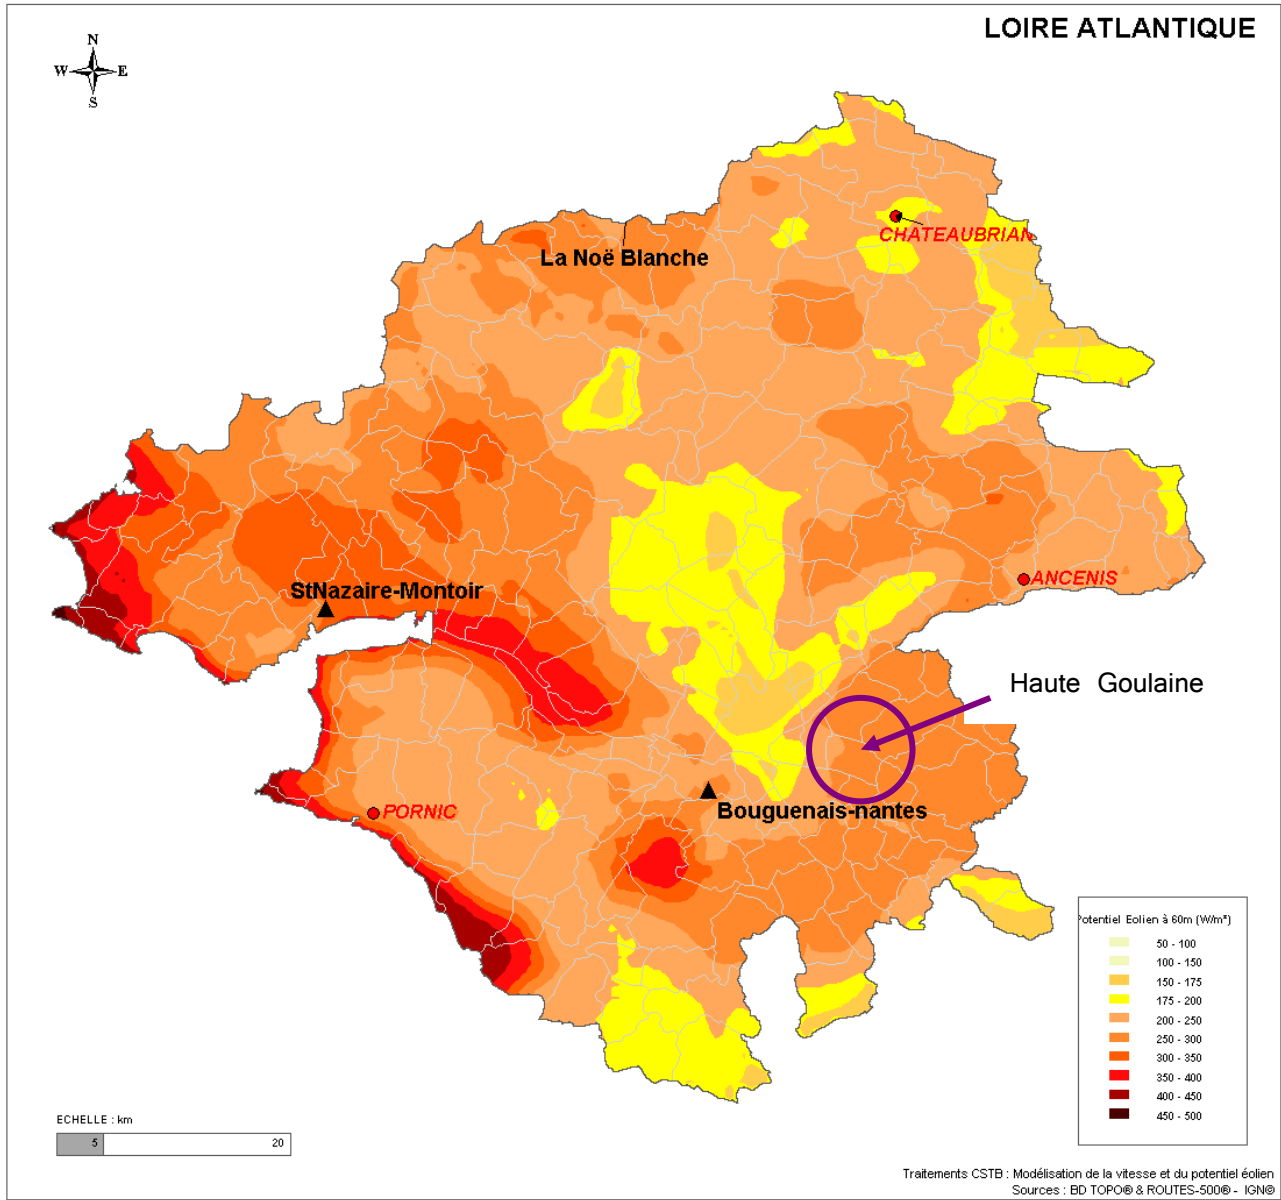 LOIRE ATLANTIQUE
N
W E
S
CHATEAUBRIAN
La Noë Blanche
StNazaire-Montoir
ANCENIS
Haute Goulaine
PORNIC
Bouguenais-nantes
Potentiel Eolien à 60m (W/m²)
50 - 100
100 - 150
150 - 175
175 - 200
200 - 250
250 - 300
300 - 350
350 - 400
400 - 450
450 - 500
ECHELLE : km
5 20
Traitements CSTB : Modélisation de la vitesse et du potentiel éolien
Sources : BD TOPO® & ROUTES-500® - IGN©